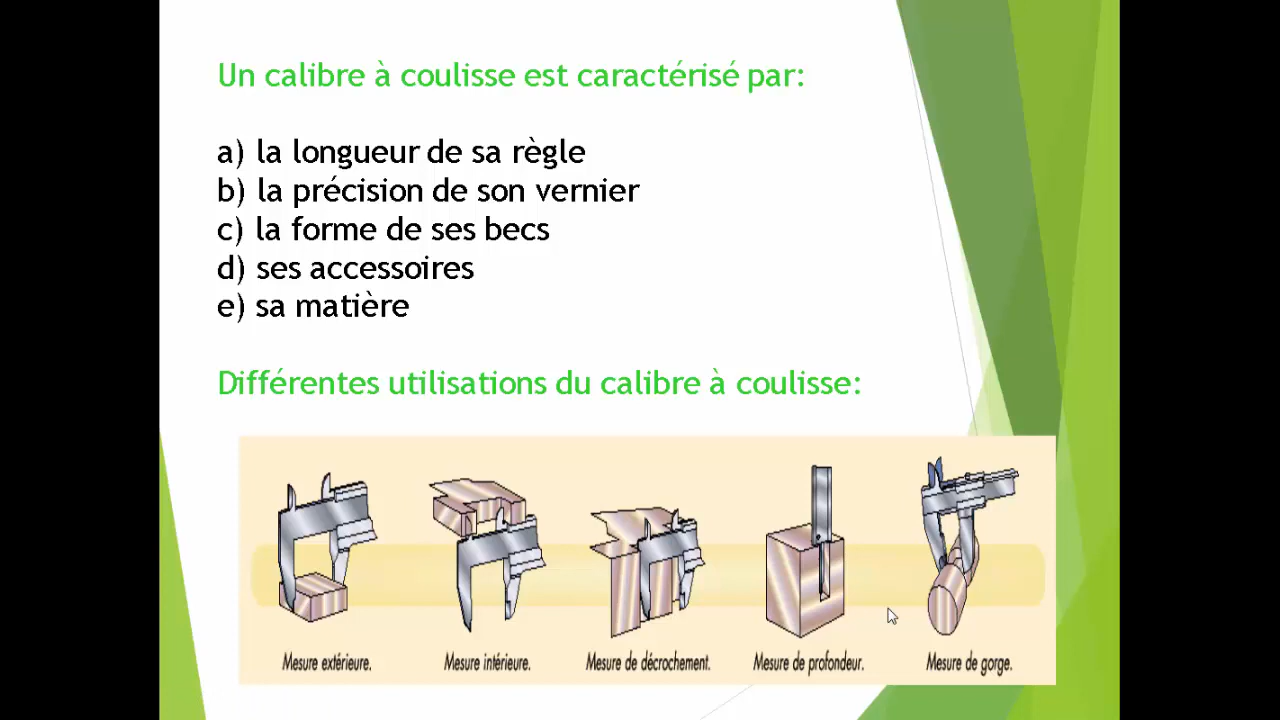 Un calibre à coulisse est caractérisé par:
a) la longueur de sa règle
b) la précision de son vernier
c) la forme de ses becs
d) ses accessoires
e) sa matière
Différentes utilisations du calibre à coulisse:
Mesure extérieure. Mesure intérieure. Mesure de décrochement. Mesure de profondeur. Mesure de gorge.